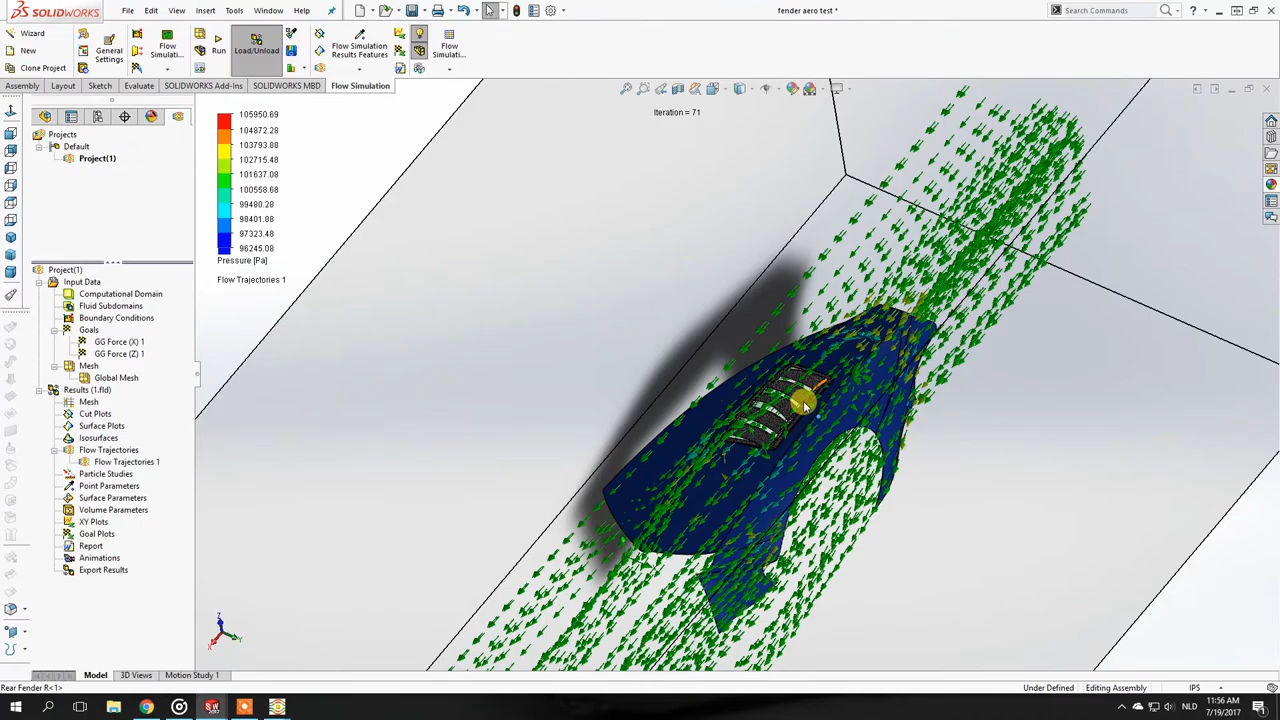 SOLIDWORKS
File
Edit
View
Insert
Tools
Window
Help
fender aero test *
Search Commands
Wizard
New
Clone Project
General
Settings
Flow
Simulati...
Run
Load/Unload
Flow Simulation
Results Features
Flow
Simulati...
Assembly
Layout
Sketch
Evaluate
SOLIDWORKS Add-Ins
SOLIDWORKS MBD
Flow Simulation
Projects
Default
Project(1)
Project(1)
Input Data
Computational Domain
Fluid Subdomains
Boundary Conditions
Goals
GG Force (X) 1
GG Force (Z) 1
Mesh
Global Mesh
Results (1.fld)
Mesh
Cut Plots
Surface Plots
Isosurfaces
Flow Trajectories
Flow Trajectories 1
Particle Studies
Point Parameters
Surface Parameters
Volume Parameters
XY Plots
Goal Plots
Report
Animations
Export Results
105950.69
104872.28
103793.88
102715.48
101637.08
100558.68
99480.28
98401.88
97323.48
96245.08
Pressure [Pa]
Flow Trajectories 1
Iteration = 71
Z
X
Y
Model
3D Views
Motion Study 1
Rear Fender R<1>
Under Defined
Editing Assembly
IPS
NLD
11:56 AM
7/19/2017